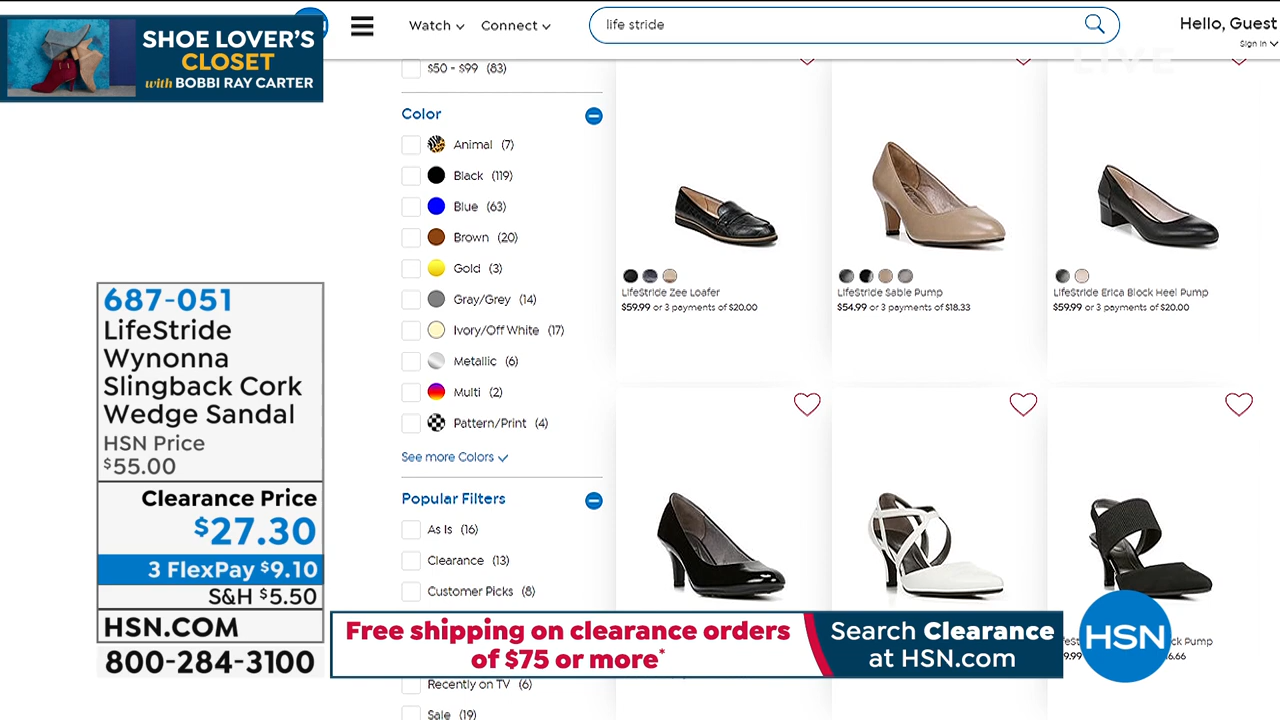 Watch
Connect
life stride
Hello, Guest
Sign In
LIVE
SHOE LOVER'S
CLOSET
with BOBBI RAY CARTER
687-051
LifeStride
Wynonna
Slingback Cork
Wedge Sandal
HSN Price
$55.00
Clearance Price
$27.30
3 FlexPay $9.10
S&H $5.50
HSN.COM
800-284-3100
$50 - $99 (83)
Color
Animal (7)
Black (119)
Blue (63)
Brown (20)
Gold (3)
Gray/Grey (14)
Ivory/Off White (17)
Metallic (6)
Multi (2)
Pattern/Print (4)
See more Colors
Popular Filters
As Is (16)
Clearance (13)
Customer Picks (8)
Recently on TV (6)
Sale (19)
LifeStride Zee Loafer
$59.99 or 3 payments of $20.00
LifeStride Sable Pump
$54.99 or 3 payments of $18.33
LifeStride Erica Block Heel Pump
$59.99 or 3 payments of $20.00
Pump
Free shipping on clearance orders
of $75 or more*
Search Clearance
at HSN.com
HSN